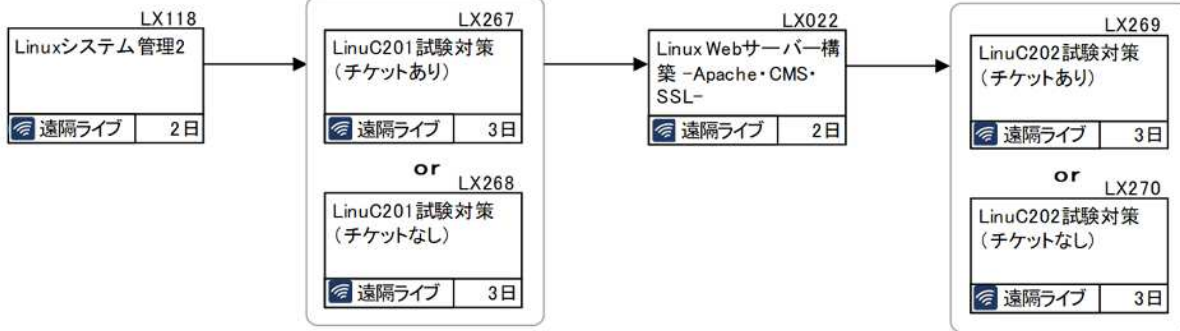 LX118
Linuxシステム管理2
遠隔ライブ 2日
LX267
LinuC201試験対策
(チケットあり)
遠隔ライブ 3日
or
LX268
LinuC201試験対策
(チケットなし)
遠隔ライブ 3日
LX022
Linux Webサーバー構
築 -Apache・CMS・
SSL-
遠隔ライブ 2日
LX269
LinuC202試験対策
(チケットあり)
遠隔ライブ 3日
or
LX270
LinuC202試験対策
(チケットなし)
遠隔ライブ 3日